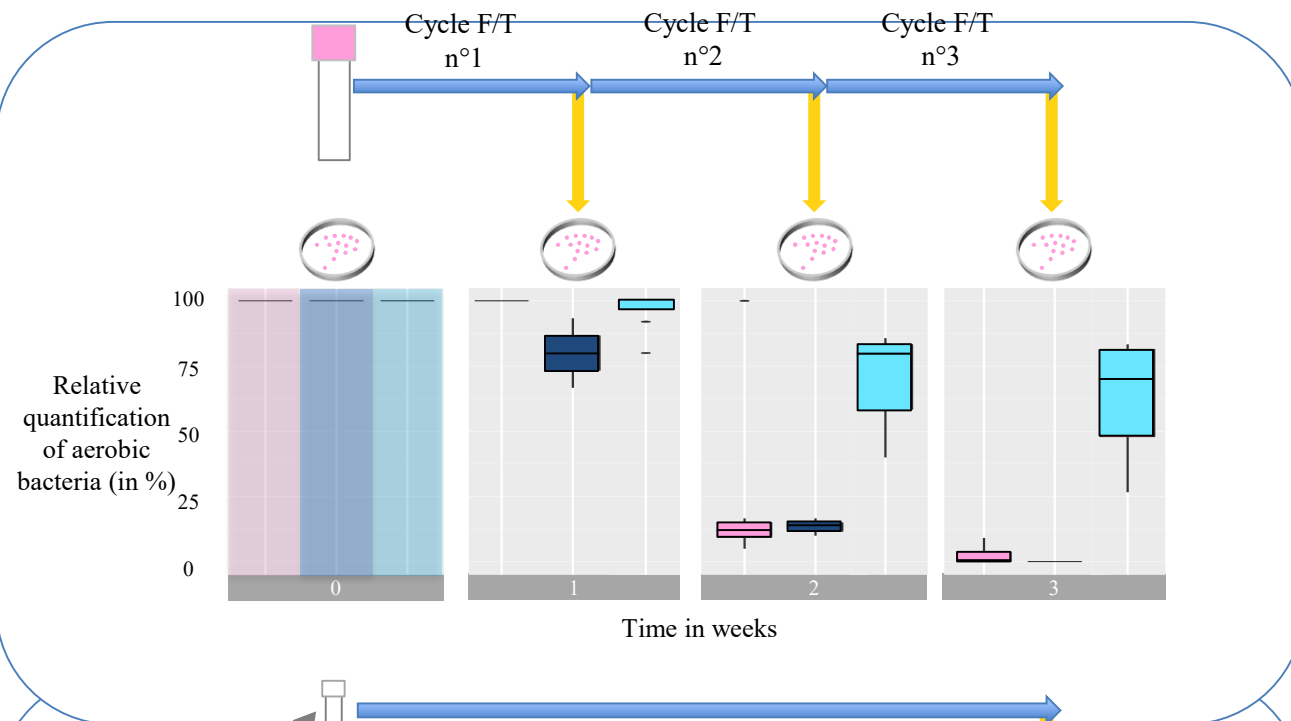 Cycle F/T
n°1
Cycle F/T
n°2
Cycle F/T
n°3
Relative
quantification
of aerobic
bacteria (in %)
100
75
50
25
0
0
1
2
3
Time in weeks